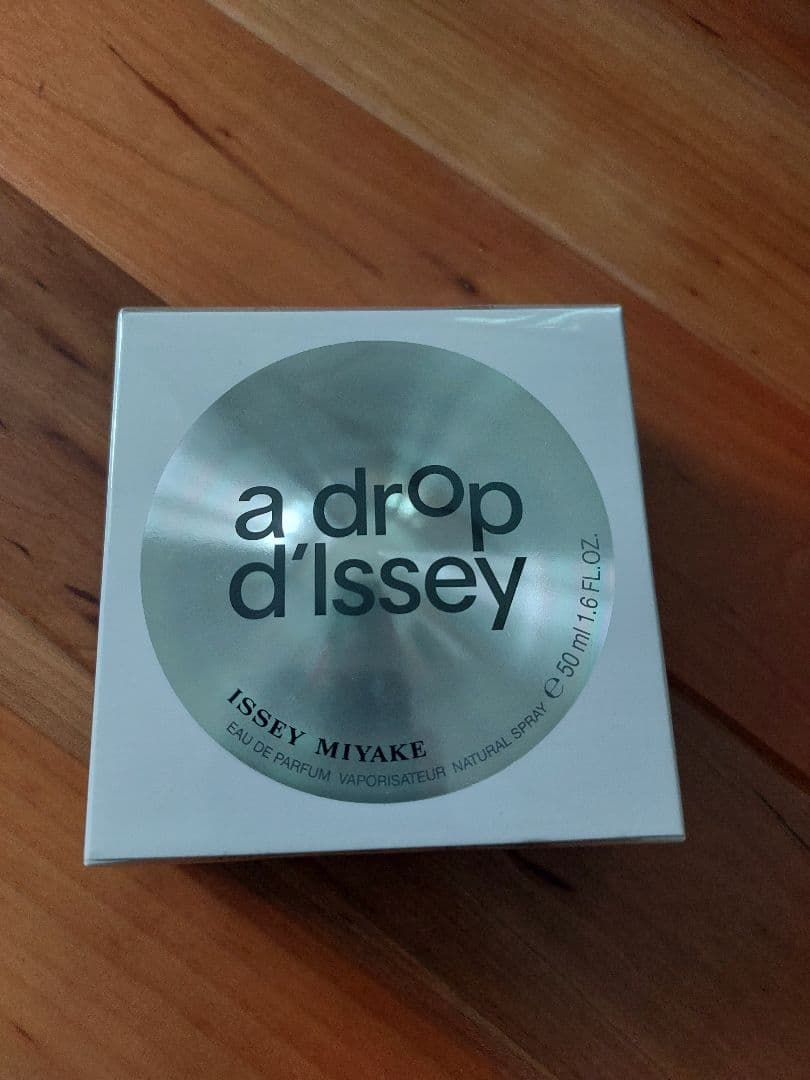 a drop
d'Issey
ISSEY MIYAKE
EAU DE PARFUM VAPORISATEUR NATURAL SPRAY ℮ 50 ml 1.6 FL.OZ.